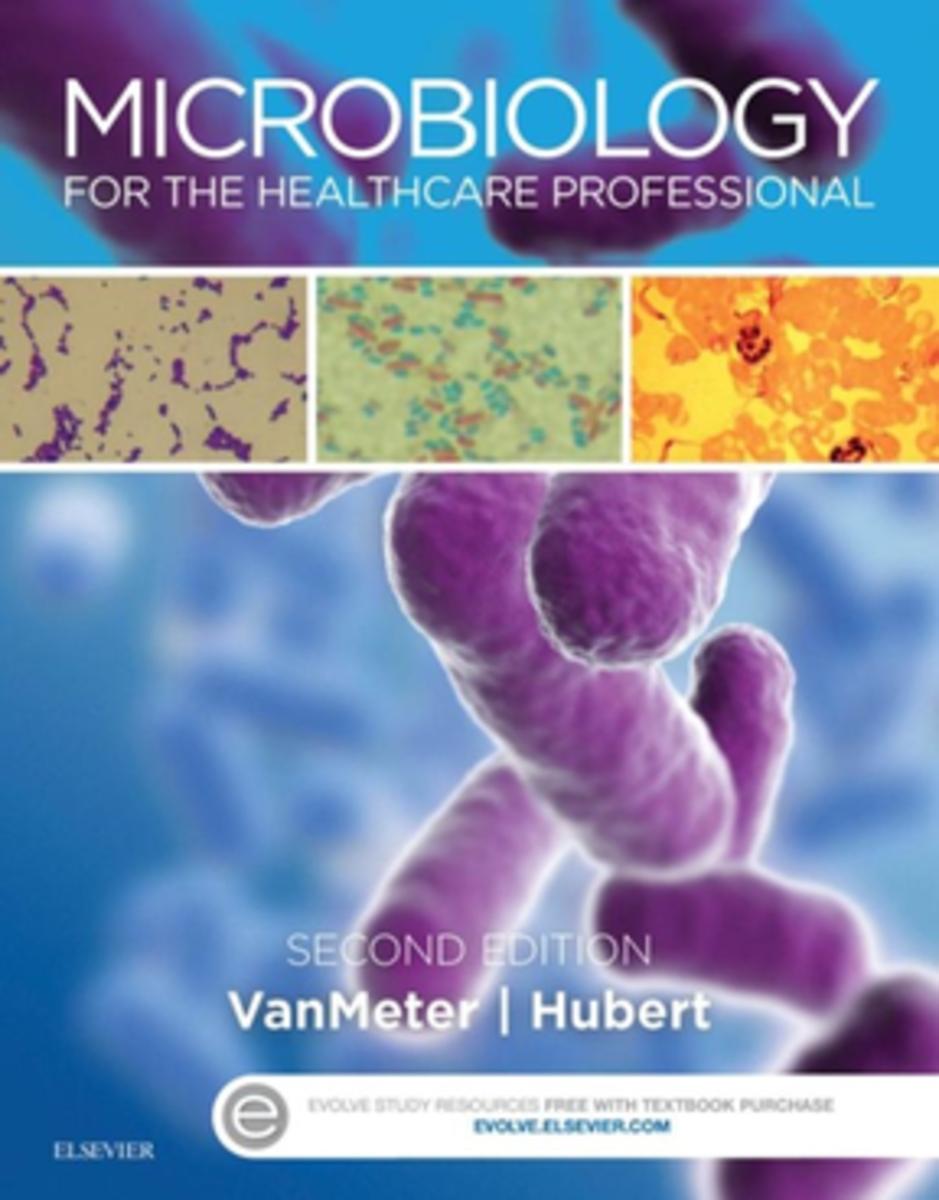 MICROBIOLOGY
FOR THE HEALTHCARE PROFESSIONAL
SECOND EDITION
VanMeter | Hubert
e
EVOLVE STUDY RESOURCES FREE WITH TEXTBOOK PURCHASE
EVOLVE.ELSEVIER.COM
ELSEVIER